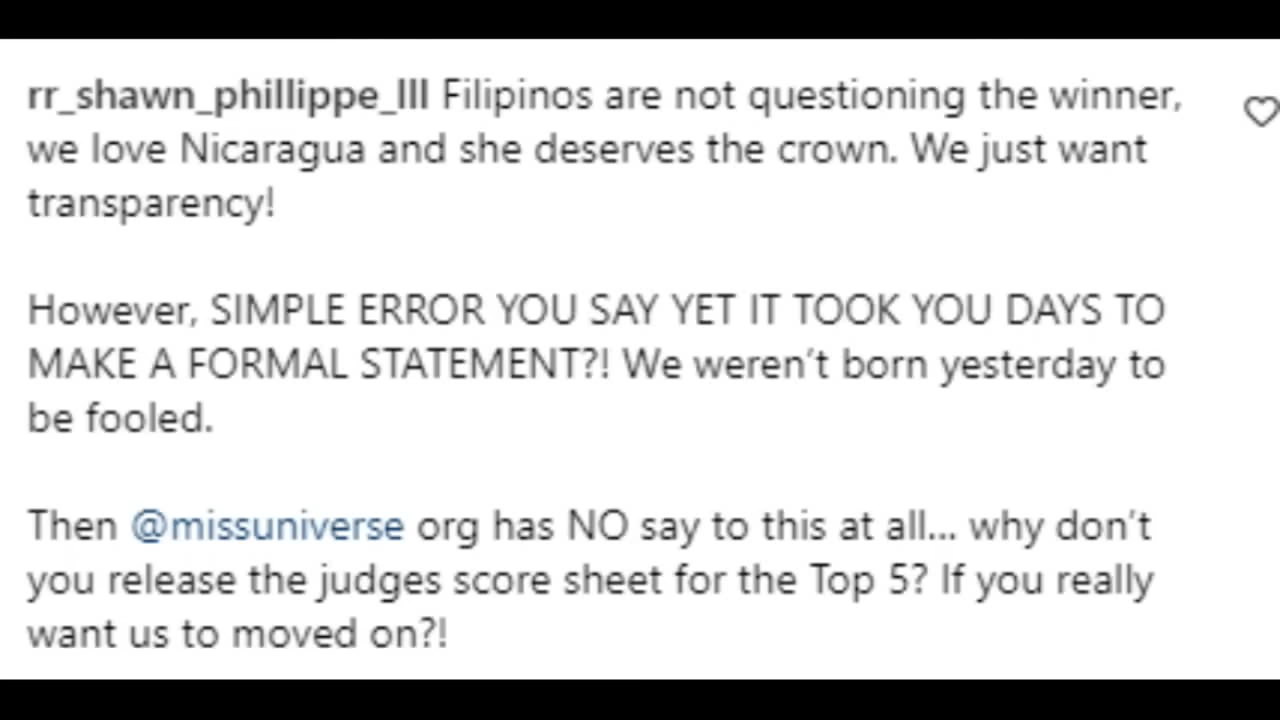 rr_shawn_phillippe_lll Filipinos are not questioning the winner,
we love Nicaragua and she deserves the crown. We just want
transparency!
However, SIMPLE ERROR YOU SAY YET IT TOOK YOU DAYS TO
MAKE A FORMAL STATEMENT?! We weren’t born yesterday to
be fooled.
Then @missuniverse org has NO say to this at all... why don’t
you release the judges score sheet for the Top 5? If you really
want us to moved on?!